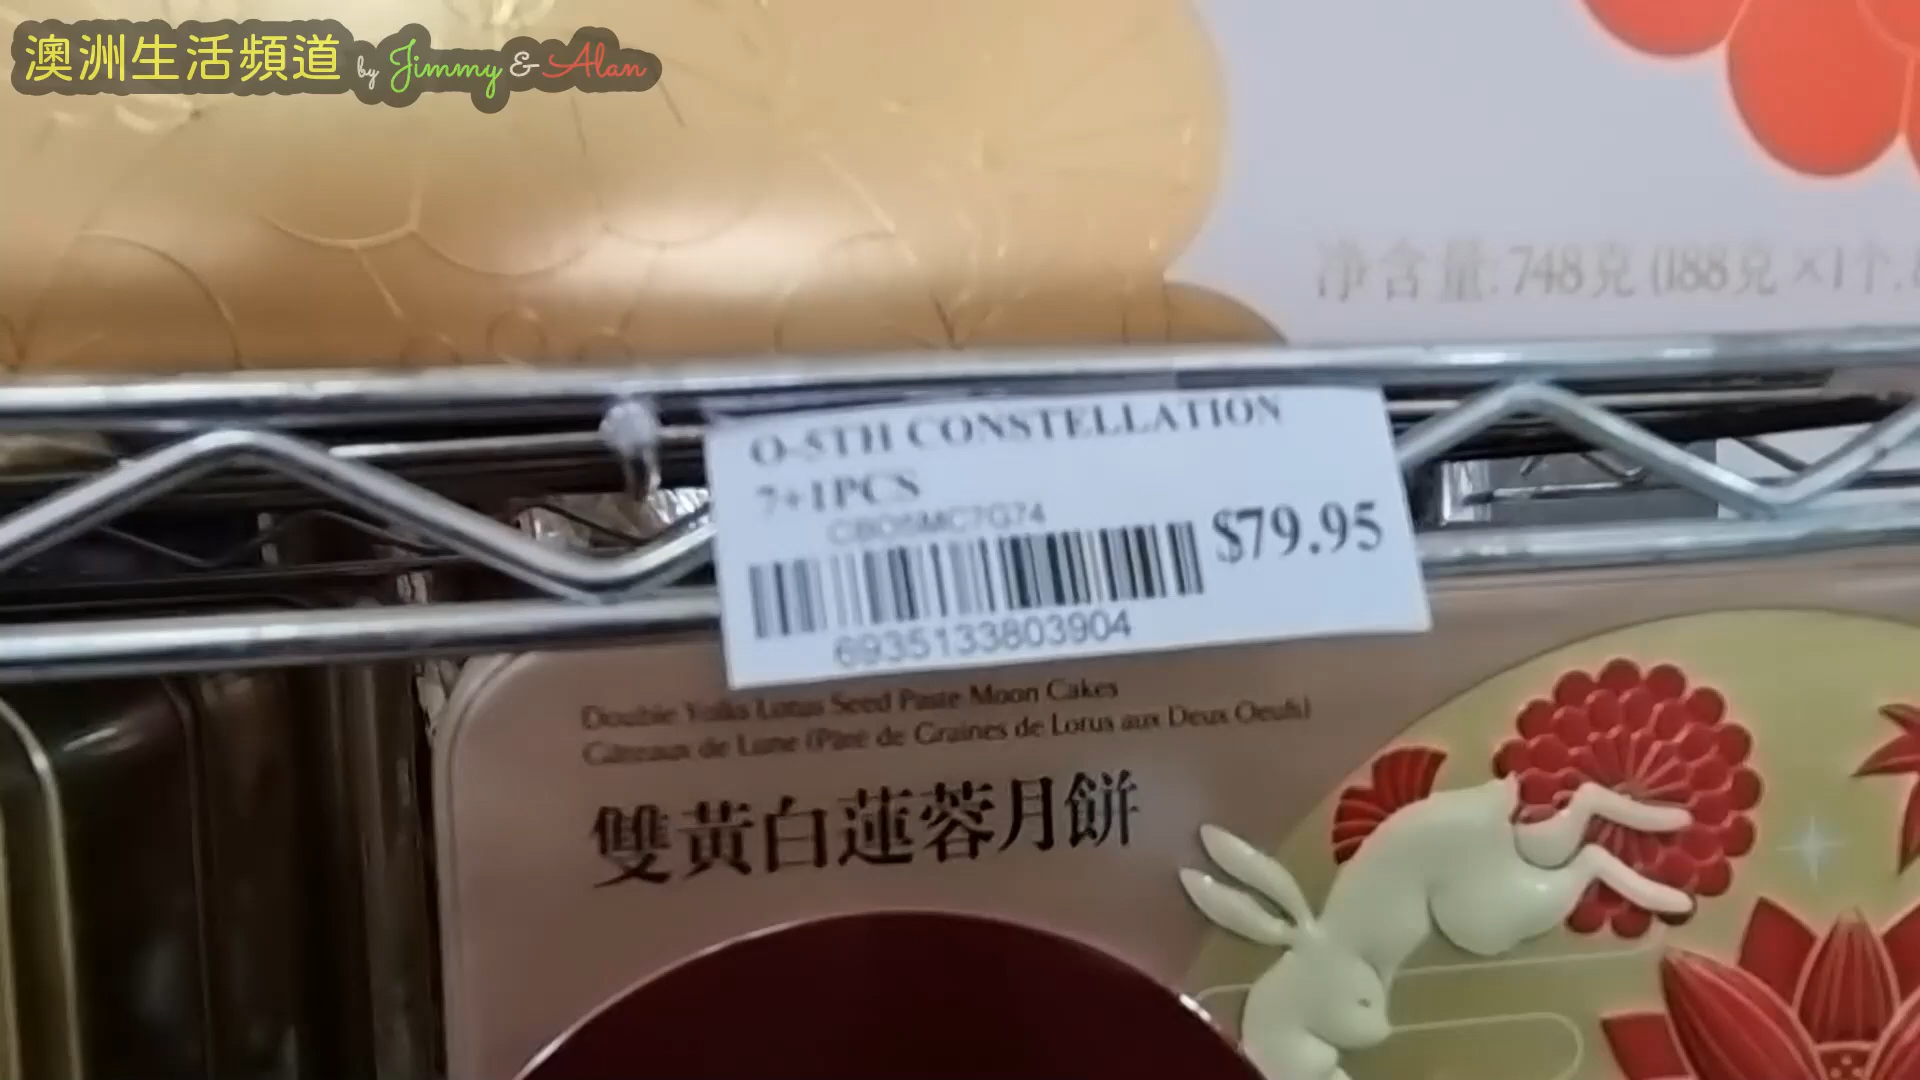 澳洲生活頻道 by Jimmy & Alan
净含量:748克(188克×1个.
O-5TH CONSTELLATION
7+1PCS
CBO5MC7G74
$79.95
6935133803904
Double Yolks Lotus Seed Paste Moon Cakes
Gâteaux de Lune (Pâte de Graines de Lotus aux Deux Oeufs)
雙黃白蓮蓉月餅